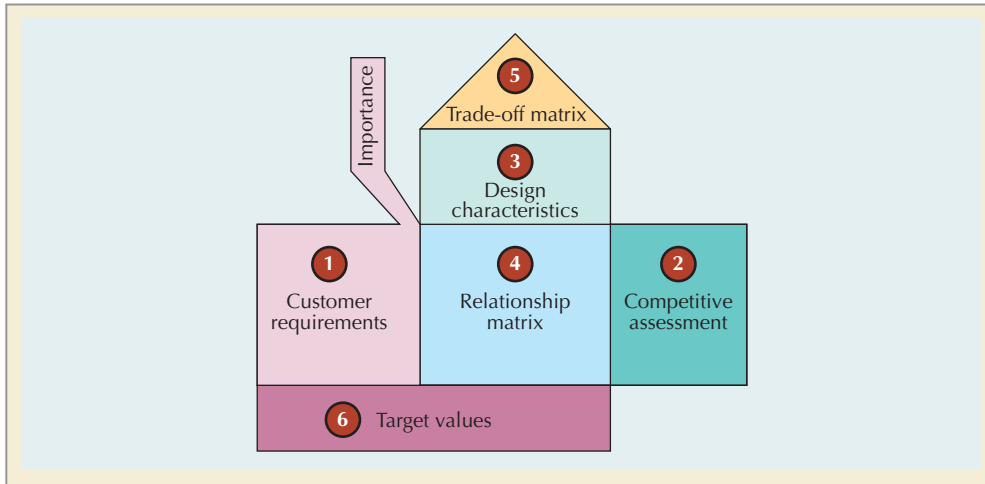 5
Trade-off matrix
Importance
3
Design
characteristics
1
Customer
requirements
4
Relationship
matrix
2
Competitive
assessment
6 Target values